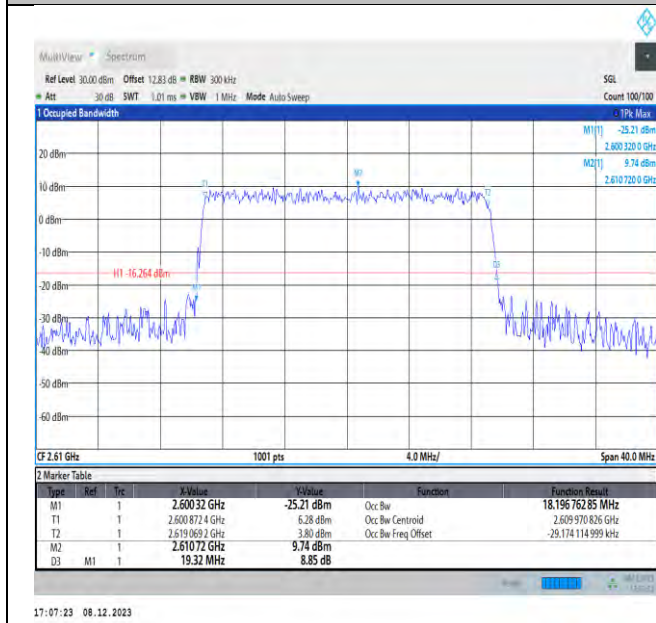 MultiView Spectrum
Ref Level 30.00 dBm Offset 12.83 dB RBW 300 kHz SGL
Att 30 dB SWT 1.01 ms VBW 1 MHz Mode Auto Sweep Count 100/100
1 Occupied Bandwidth 1Pk Max
M1[1] -25.21 dBm
2.600 320 0 GHz
M2[1] 9.74 dBm
2.610 720 0 GHz
20 dBm
10 dBm
0 dBm
-10 dBm
-20 dBm
-30 dBm
-40 dBm
-50 dBm
-60 dBm
T1
M2
T2
D3
H1 -16.264 dBm
M1
CF 2.61 GHz 1001 pts 4.0 MHz/ Span 40.0 MHz
2 Marker Table
Type Ref Trc X-Value Y-Value Function Function Result
M1 1 2.600 32 GHz -25.21 dBm Occ Bw 18.196 762 85 MHz
T1 1 2.600 872 4 GHz 6.28 dBm Occ Bw Centroid 2.609 970 826 GHz
T2 1 2.619 069 2 GHz 3.80 dBm Occ Bw Freq Offset -29.174 114 999 kHz
M2 1 2.610 72 GHz 9.74 dBm
D3 M1 1 19.32 MHz 8.85 dB
17:07:23 08.12.2023